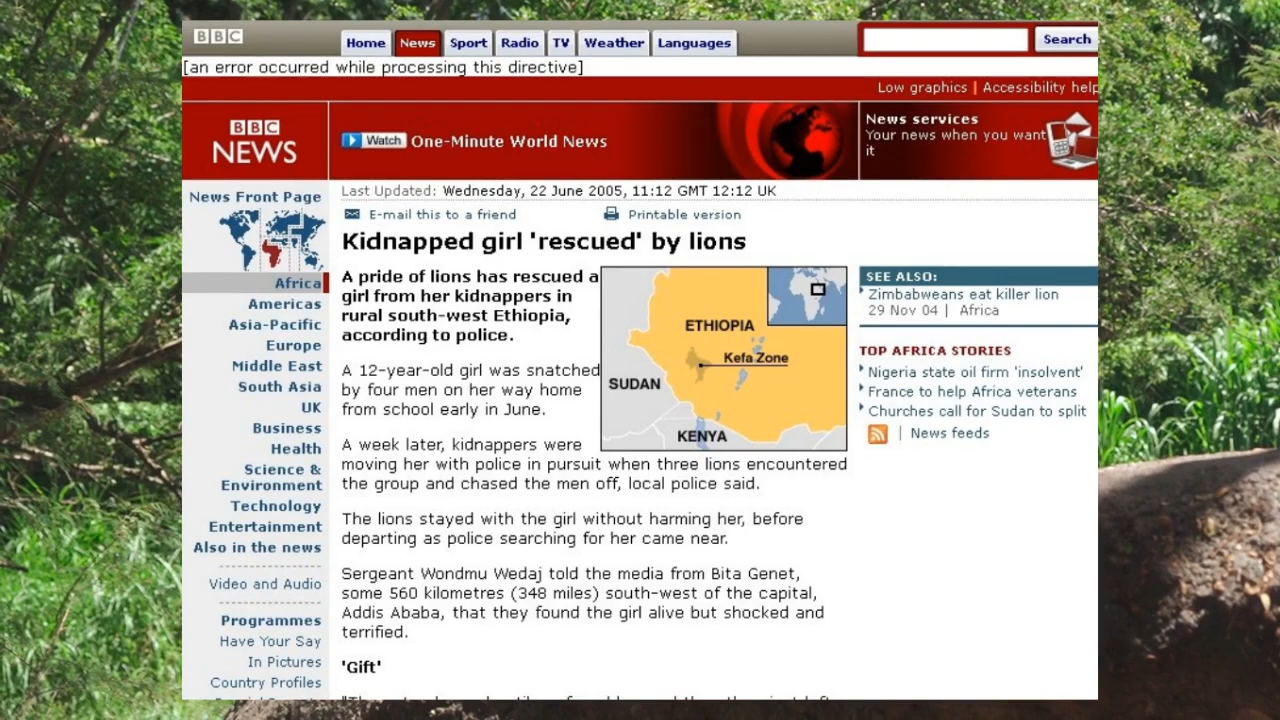 BBC
Home News Sport Radio TV Weather Languages
Search
[an error occurred while processing this directive]
Low graphics | Accessibility help
BBC
NEWS
Watch One-Minute World News
News services
Your news when you want
it
News Front Page
Africa
Americas
Asia-Pacific
Europe
Middle East
South Asia
UK
Business
Health
Science &
Environment
Technology
Entertainment
Also in the news
Video and Audio
Programmes
Have Your Say
In Pictures
Country Profiles
Last Updated: Wednesday, 22 June 2005, 11:12 GMT 12:12 UK
E-mail this to a friend
Printable version
Kidnapped girl 'rescued' by lions
A pride of lions has rescued a
girl from her kidnappers in
rural south-west Ethiopia,
according to police.
ETHIOPIA
Kefa Zone
SUDAN
KENYA
A 12-year-old girl was snatched
by four men on her way home
from school early in June.
A week later, kidnappers were
moving her with police in pursuit when three lions encountered
the group and chased the men off, local police said.
The lions stayed with the girl without harming her, before
departing as police searching for her came near.
Sergeant Wondmu Wedaj told the media from Bita Genet,
some 560 kilometres (348 miles) south-west of the capital,
Addis Ababa, that they found the girl alive but shocked and
terrified.
'Gift'
SEE ALSO:
Zimbabweans eat killer lion
29 Nov 04 | Africa
TOP AFRICA STORIES
Nigeria state oil firm 'insolvent'
France to help Africa veterans
Churches call for Sudan to split
| News feeds